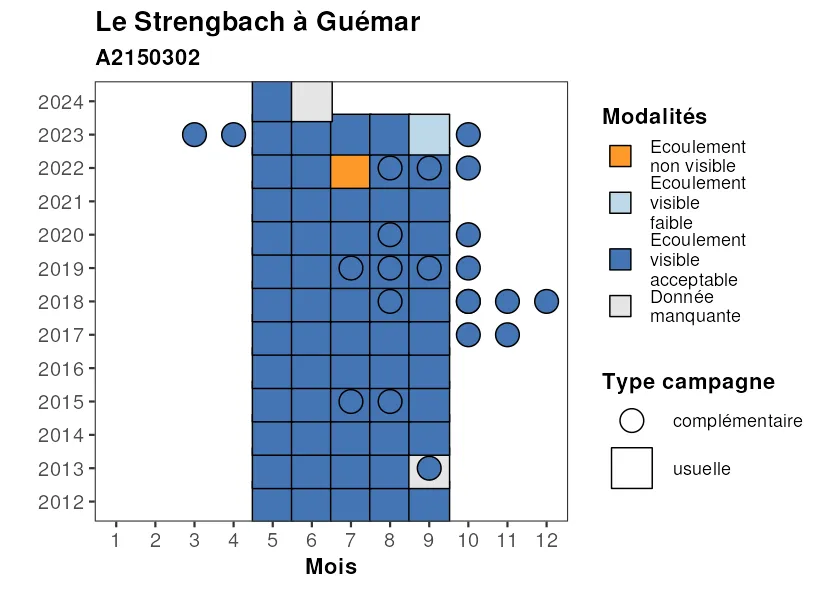 Le Strengbach à Guémar
A2150302
2024
2023
2022
2021
2020
2019
2018
2017
2016
2015
2014
2013
2012
1 2 3 4 5 6 7 8 9 10 11 12
Mois
Modalités
Ecoulement
non visible
Ecoulement
visible
faible
Ecoulement
visible
acceptable
Donnée
manquante
Type campagne
complémentaire
usuelle